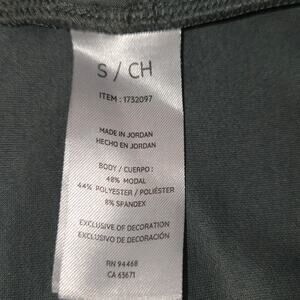 S / CH
ITEM : 1732097
MADE IN JORDAN
HECHO EN JORDAN
BODY / CUERPO :
48% MODAL
44% POLYESTER / POLIÉSTER
8% SPANDEX
EXCLUSIVE OF DECORATION
EXCLUSIVO DE DECORACIÓN
RN 94468
CA 63671